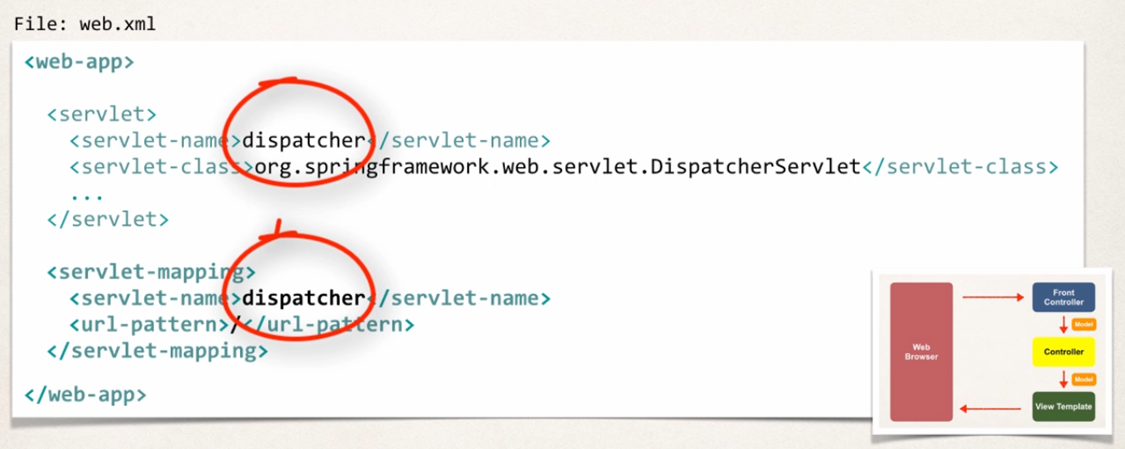 File: web.xml
<web-app>
<servlet>
<servlet-name>dispatcher</servlet-name>
<servlet-class>org.springframework.web.servlet.DispatcherServlet</servlet-class>
...
</servlet>
<servlet-mapping>
<servlet-name>dispatcher</servlet-name>
<url-pattern>/</url-pattern>
</servlet-mapping>
</web-app>
Web
Browser
Front
Controller
Model
Controller
Model
View Template